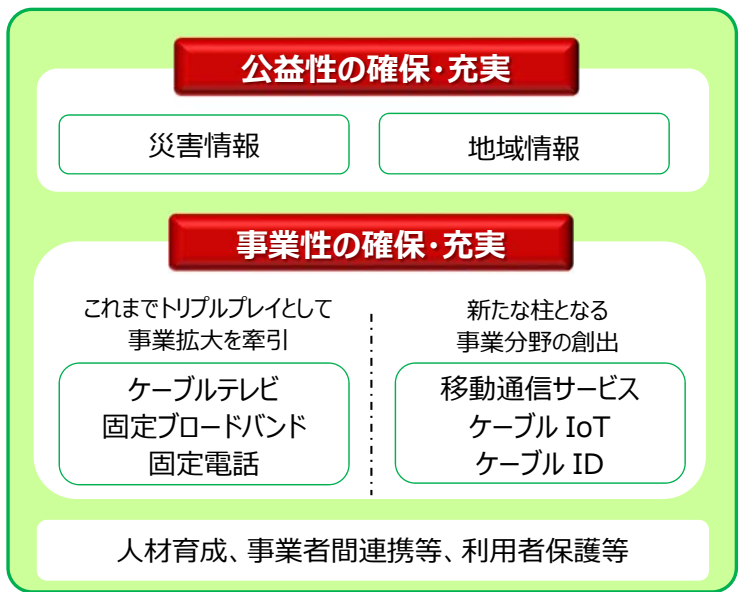 公益性の確保・充実
災害情報
地域情報
事業性の確保・充実
これまでトリプルプレイとして
事業拡大を牽引
ケーブルテレビ
固定ブロードバンド
固定電話
新たな柱となる
事業分野の創出
移動通信サービス
ケーブル IoT
ケーブル ID
人材育成、事業者間連携等、利用者保護等